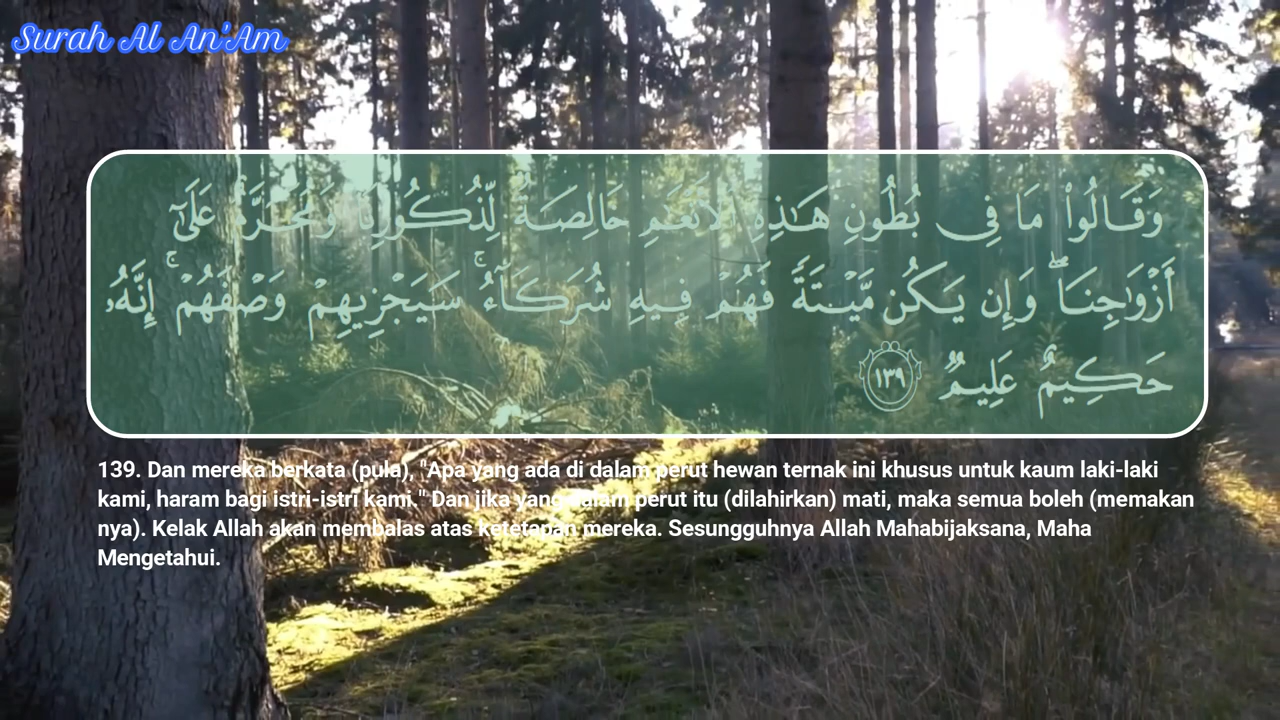 Surah Al An'Am
وَقَالُوا۟ مَا فِى بُطُونِ هَـٰذِهِ ٱلْأَنْعَـٰمِ خَالِصَةٌ لِّذُكُورِنَا وَمُحَرَّمٌ عَلَىٰٓ
أَزْوَٰجِنَا ۖ وَإِن يَكُن مَّيْتَةً فَهُمْ فِيهِ شُرَكَآءُ ۚ سَيَجْزِيهِمْ وَصْفَهُمْ ۚ إِنَّهُۥ
حَكِيمٌ عَلِيمٌ ١٣٩
139. Dan mereka berkata (pula), "Apa yang ada di dalam perut hewan ternak ini khusus untuk kaum laki-laki
kami, haram bagi istri-istri kami." Dan jika yang dalam perut itu (dilahirkan) mati, maka semua boleh (memakan
nya). Kelak Allah akan membalas atas ketetapan mereka. Sesungguhnya Allah Mahabijaksana, Maha
Mengetahui.